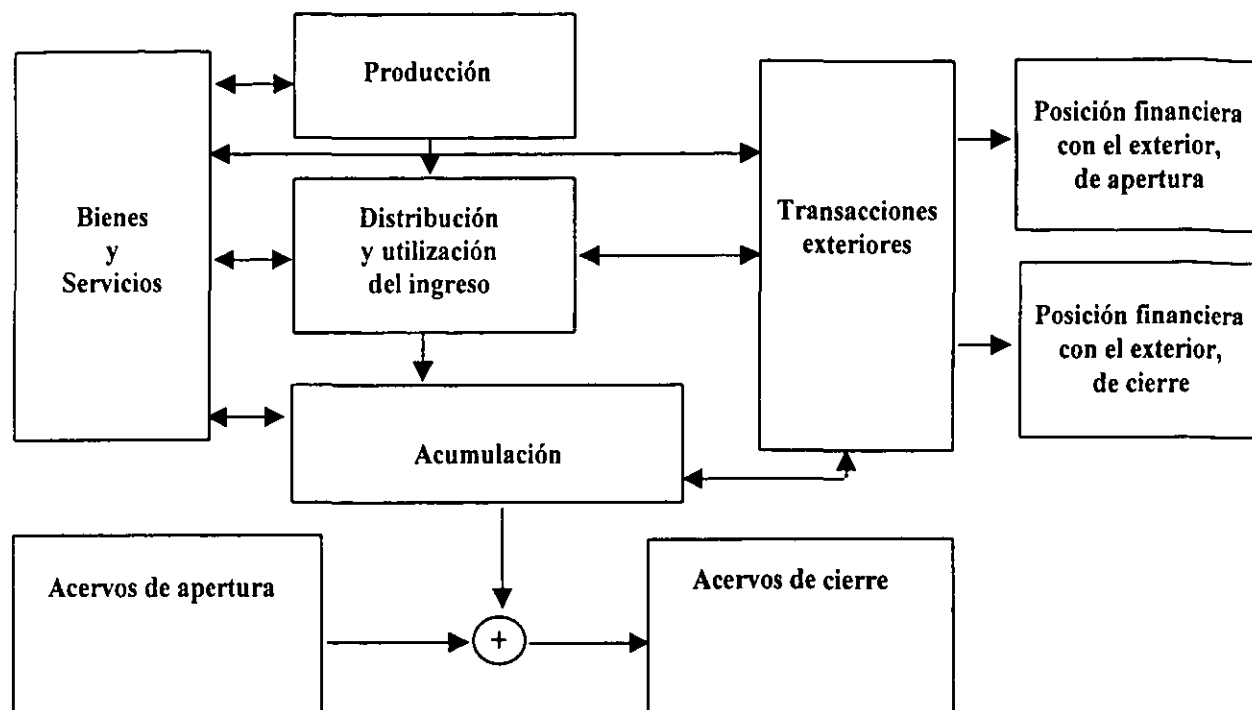 Producción
Bienes
y
Servicios
Distribución
y utilización
del ingreso
Acumulación
Transacciones
exteriores
Posición financiera
con el exterior,
de apertura
Posición financiera
con el exterior,
de cierre
Acervos de apertura
+
Acervos de cierre